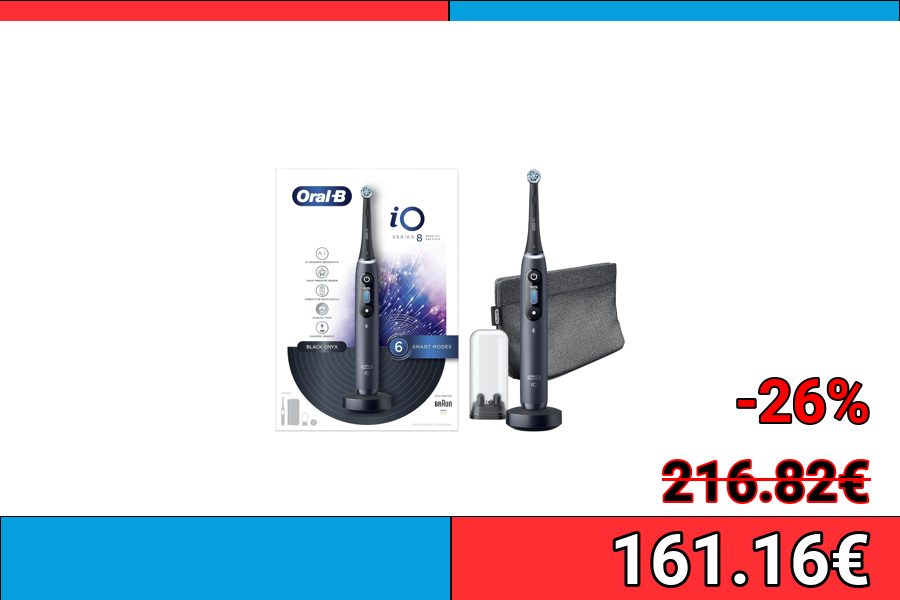 Oral-B
iO
SERIES 8 SPECIAL EDITION
BLACK ONYX
6 SMART MODES
BRAUN
-26%
216.82€
161.16€